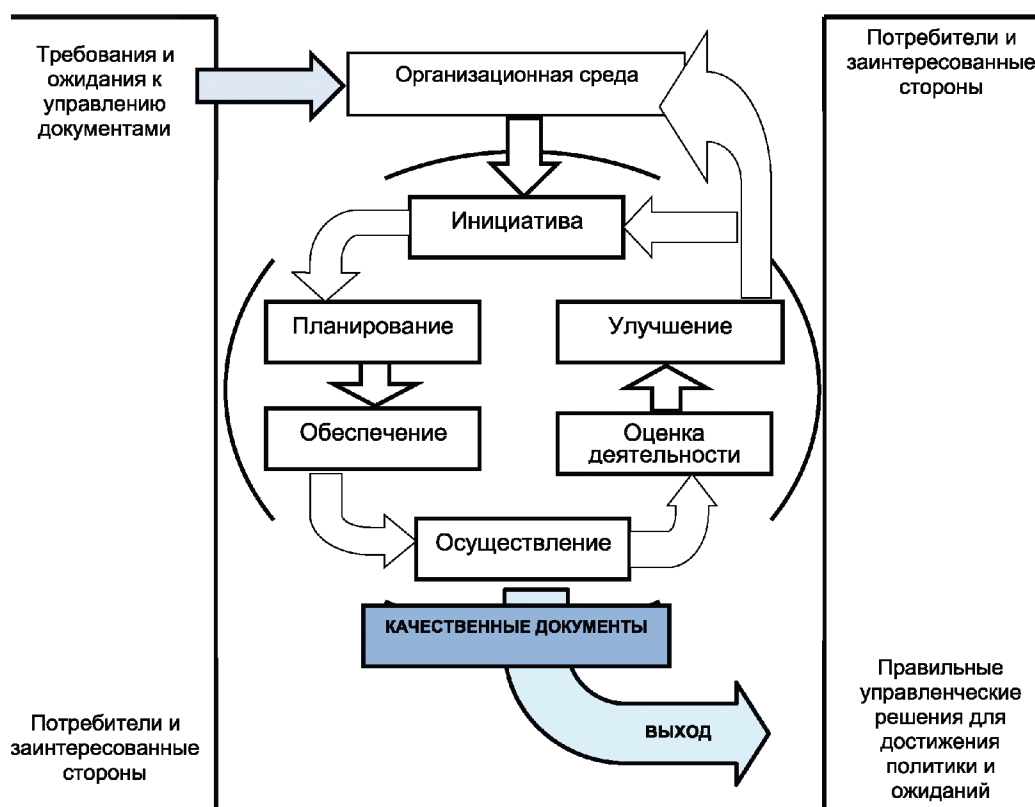 Требования и
ожидания к
управлению
документами
Организационная среда
Потребители и
заинтересованные
стороны
Инициатива
Планирование
Улучшение
Обеспечение
Оценка
деятельности
Осуществление
КАЧЕСТВЕННЫЕ ДОКУМЕНТЫ
Потребители и
заинтересованные
стороны
ВЫХОД
Правильные
управленческие
решения для
достижения
политики и
ожиданий